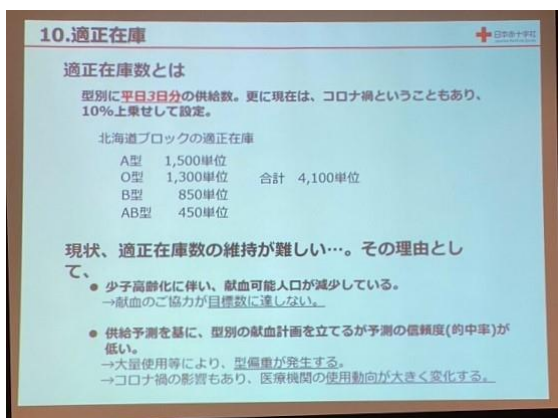 10.適正在庫
日本赤十字社
適正在庫数とは
型別に平日3日分の供給数。更に現在は、コロナ禍ということもあり、
10%上乗せして設定。
北海道ブロックの適正在庫
A型 1,500単位
O型 1,300単位 合計 4,100単位
B型 850単位
AB型 450単位
現状、適正在庫数の維持が難しい…。その理由とし
て、
● 少子高齢化に伴い、献血可能人口が減少している。
→献血のご協力が目標数に達しない。
● 供給予測を基に、型別の献血計画を立てるが予測の信頼度(的中率)が
低い。
→大量使用等により、型偏重が発生する。
→コロナ禍の影響もあり、医療機関の使用動向が大きく変化する。